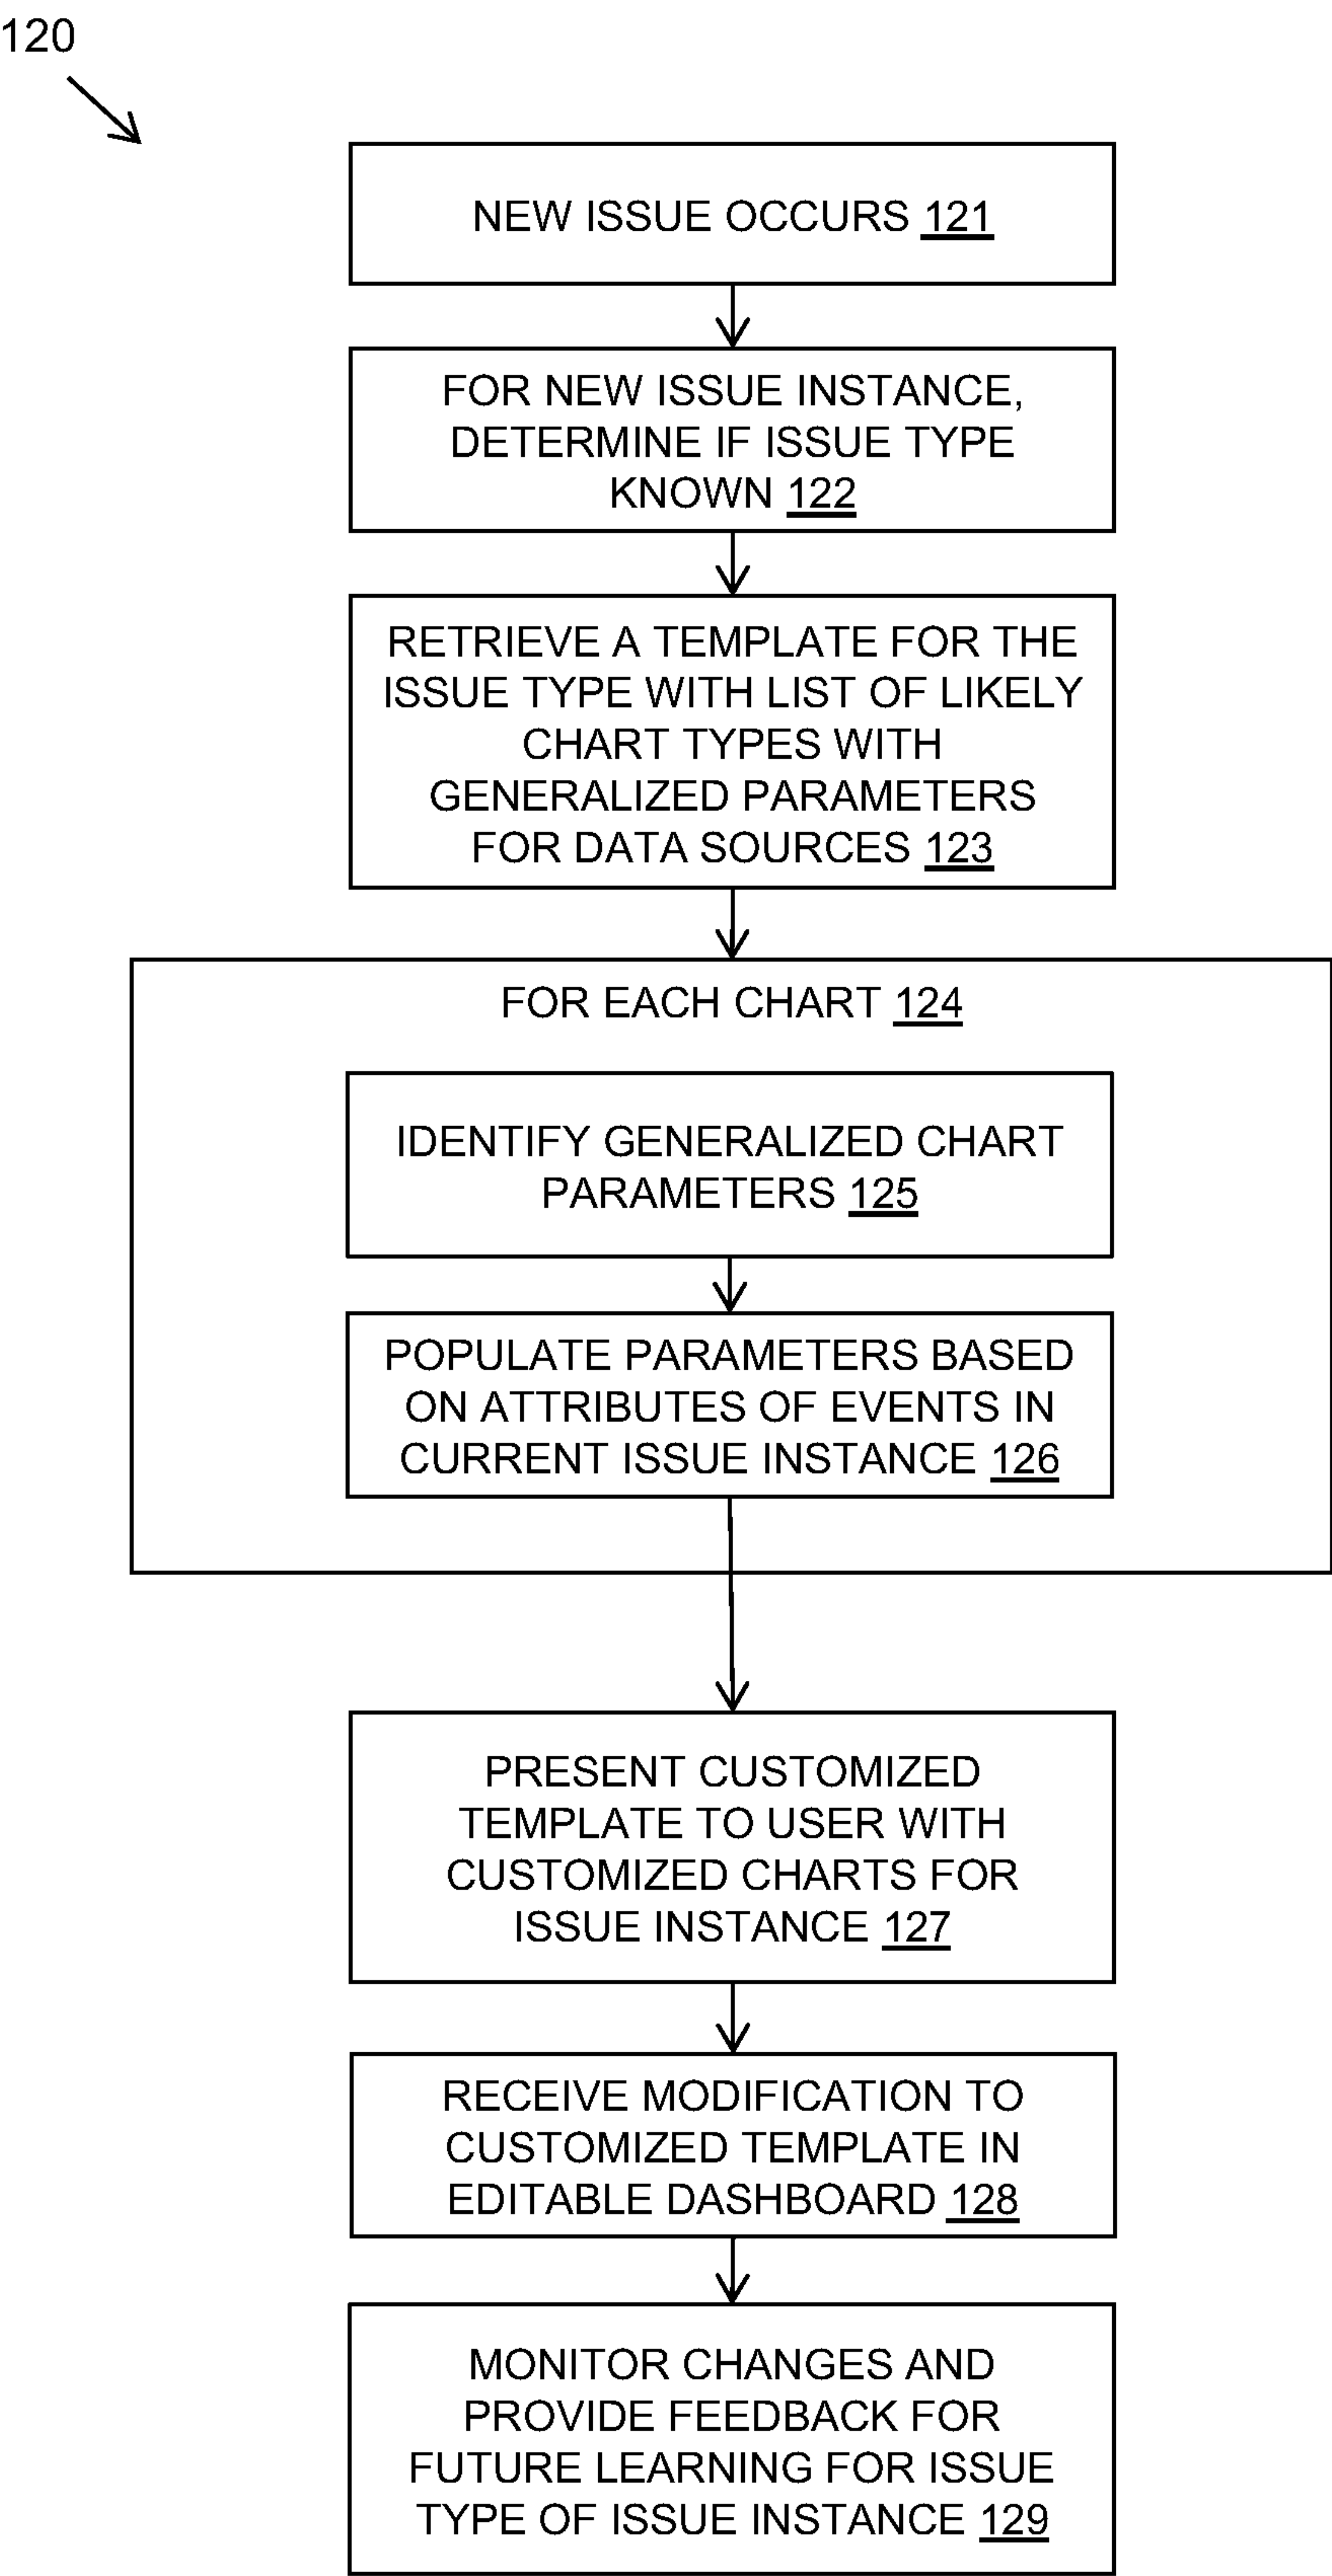 120
NEW ISSUE OCCURS 121
FOR NEW ISSUE INSTANCE,
DETERMINE IF ISSUE TYPE
KNOWN 122
RETRIEVE A TEMPLATE FOR THE
ISSUE TYPE WITH LIST OF LIKELY
CHART TYPES WITH
GENERALIZED PARAMETERS
FOR DATA SOURCES 123
FOR EACH CHART 124
IDENTIFY GENERALIZED CHART
PARAMETERS 125
POPULATE PARAMETERS BASED
ON ATTRIBUTES OF EVENTS IN
CURRENT ISSUE INSTANCE 126
PRESENT CUSTOMIZED
TEMPLATE TO USER WITH
CUSTOMIZED CHARTS FOR
ISSUE INSTANCE 127
RECEIVE MODIFICATION TO
CUSTOMIZED TEMPLATE IN
EDITABLE DASHBOARD 128
MONITOR CHANGES AND
PROVIDE FEEDBACK FOR
FUTURE LEARNING FOR ISSUE
TYPE OF ISSUE INSTANCE 129